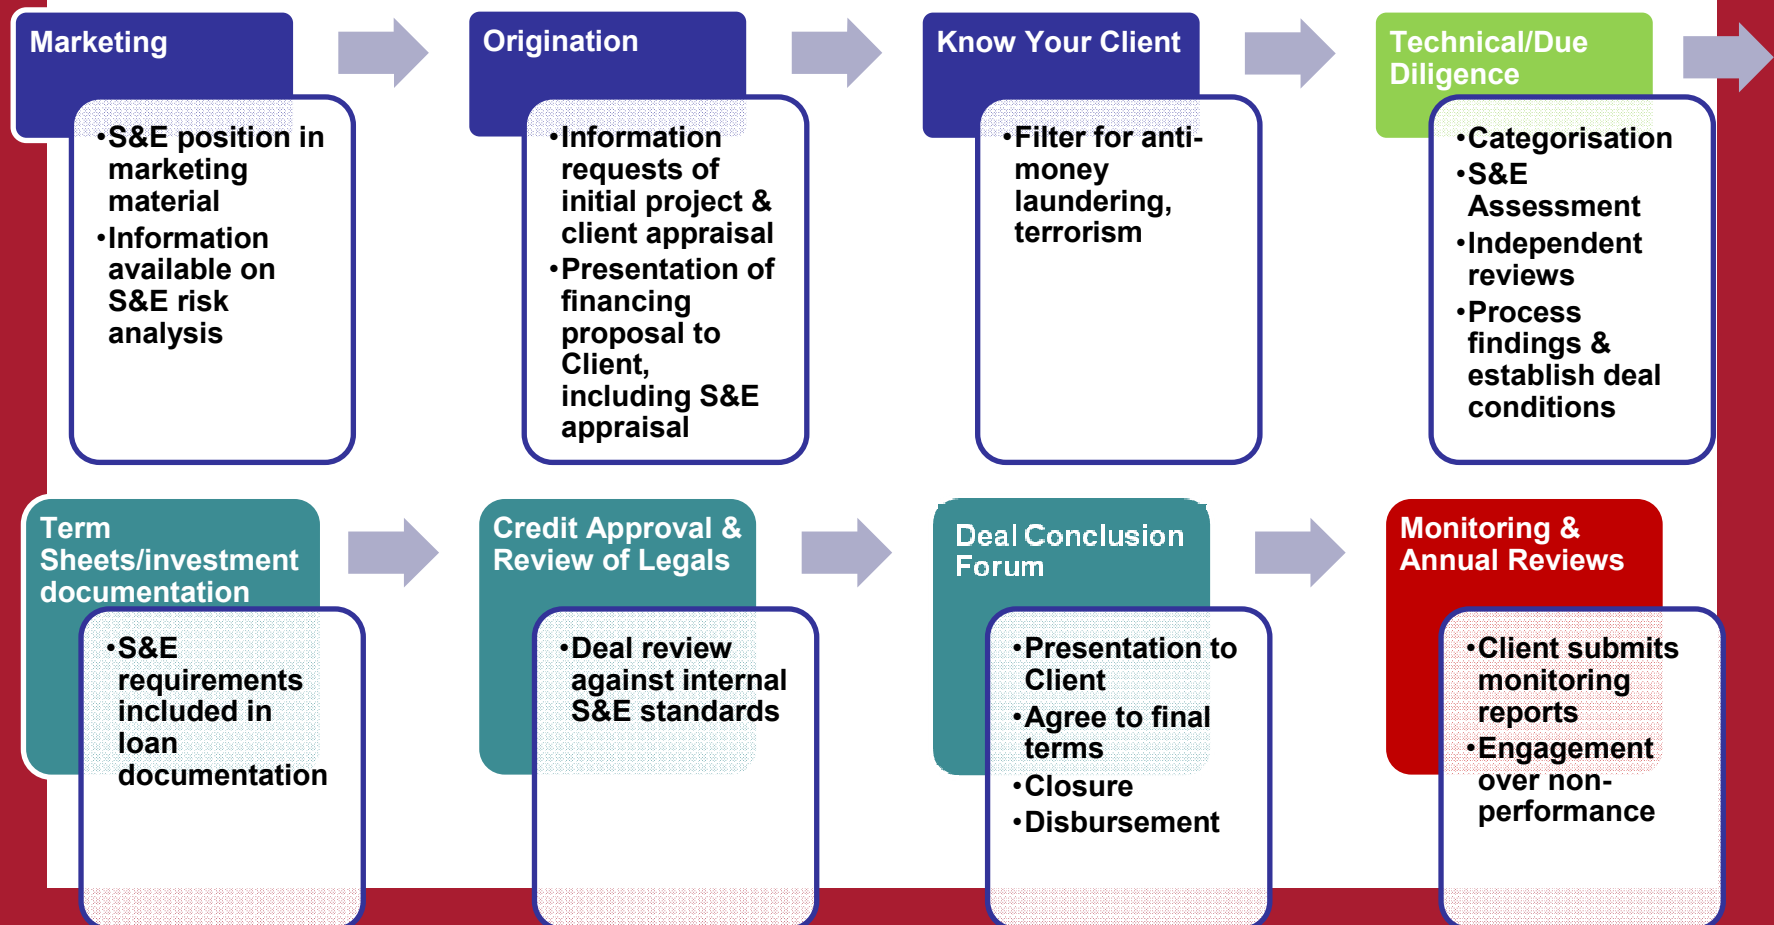 Marketing
•S&E position in
marketing
material
•Information
available on
S&E risk
analysis
Origination
•Information
requests of
initial project &
client appraisal
•Presentation of
financing
proposal to
Client,
including S&E
appraisal
Know Your Client
•Filter for anti-
money
laundering,
terrorism
Technical/Due
Diligence
•Categorisation
•S&E
Assessment
•Independent
reviews
•Process
findings &
establish deal
conditions
Term
Sheets/investment
documentation
•S&E
requirements
included in
loan
documentation
Credit Approval &
Review of Legals
•Deal review
against internal
S&E standards
Deal Conclusion
Forum
•Presentation to
Client
•Agree to final
terms
•Closure
•Disbursement
Monitoring &
Annual Reviews
•Client submits
monitoring
reports
•Engagement
over non-
performance